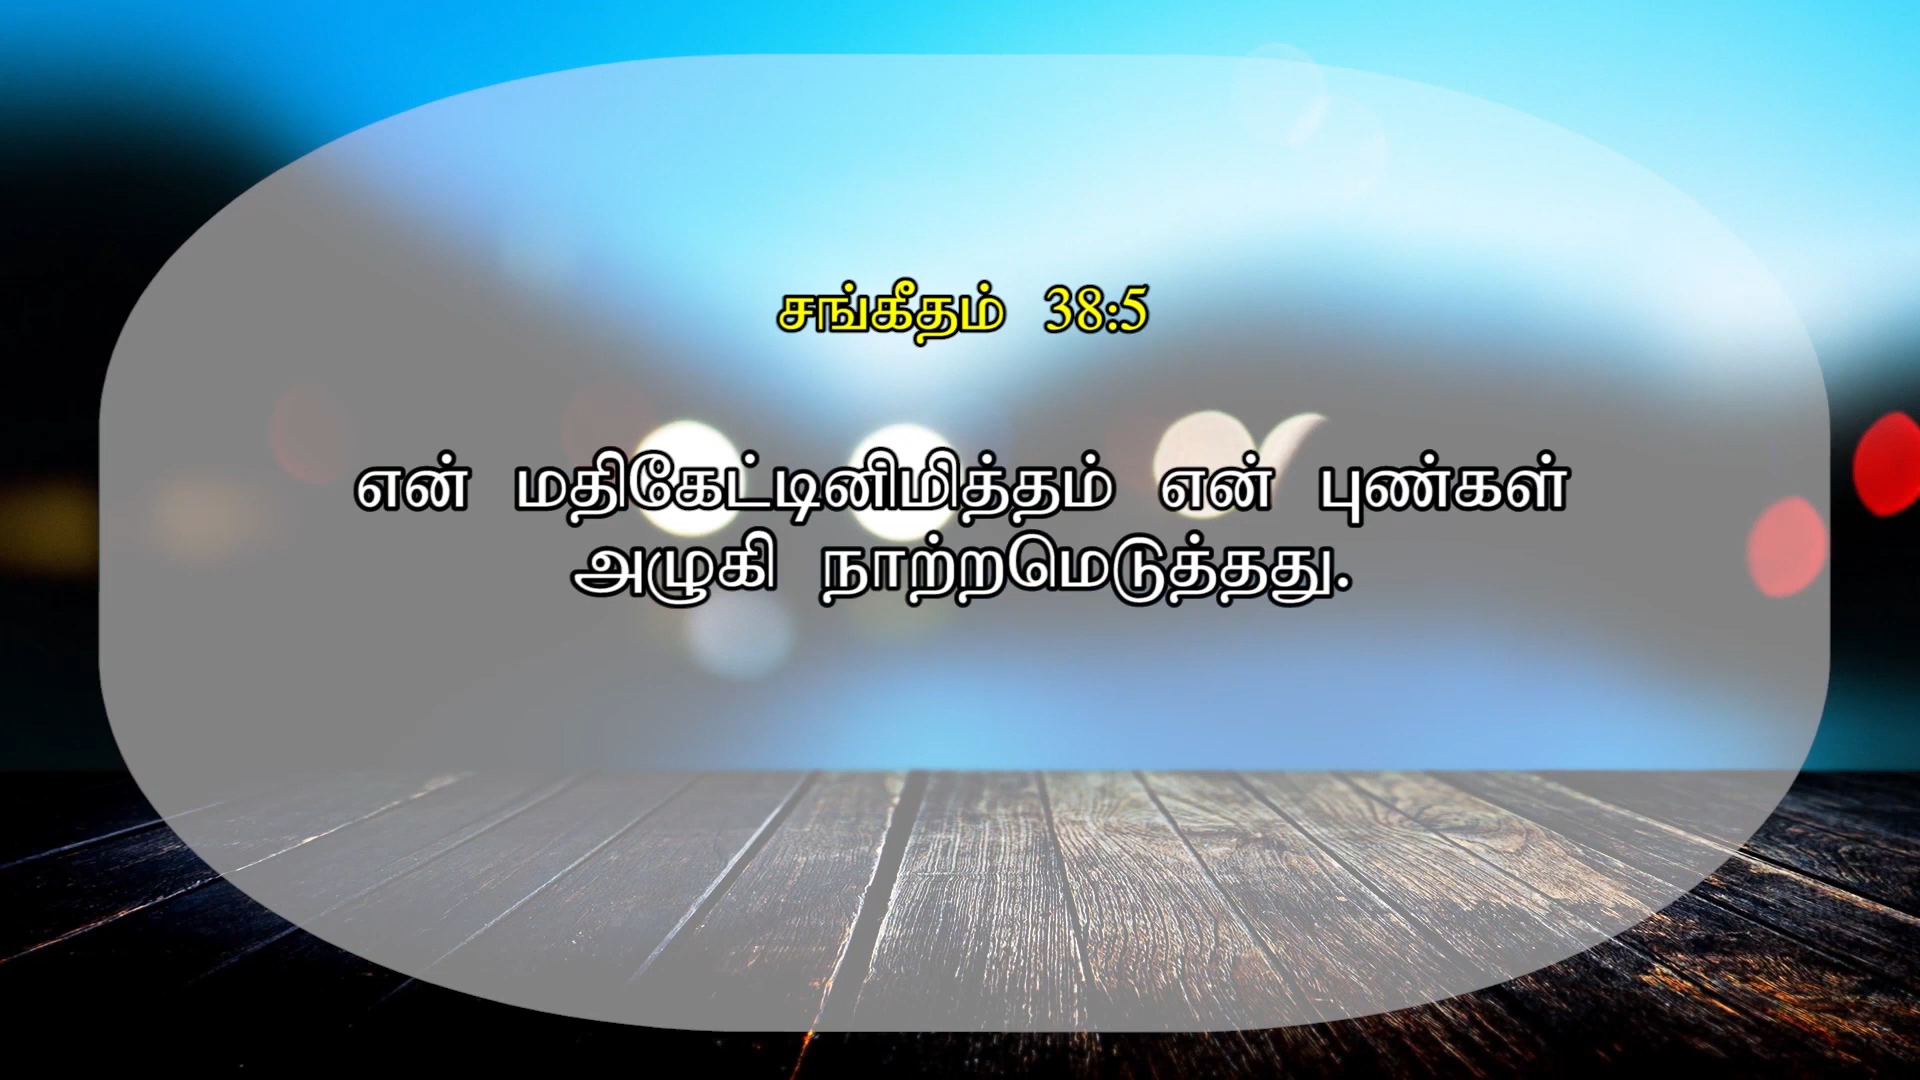 சங்கீதம் 38:5
என் மதிகேட்டினிமித்தம் என் புண்கள்
அழுகி நாற்றமெடுத்தது.